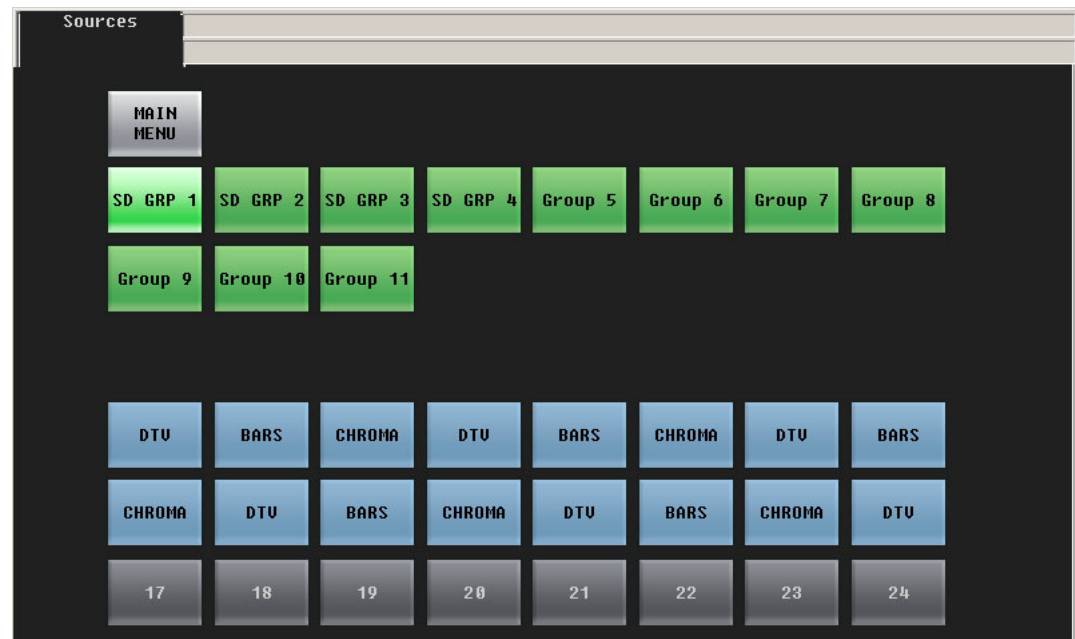 Sources
MAIN
MENU
SD GRP 1 SD GRP 2 SD GRP 3 SD GRP 4 Group 5 Group 6 Group 7 Group 8
Group 9 Group 10 Group 11
DTV BARS CHROMA DTV BARS CHROMA DTV BARS
CHROMA DTV BARS CHROMA DTV BARS CHROMA DTV
17 18 19 20 21 22 23 24